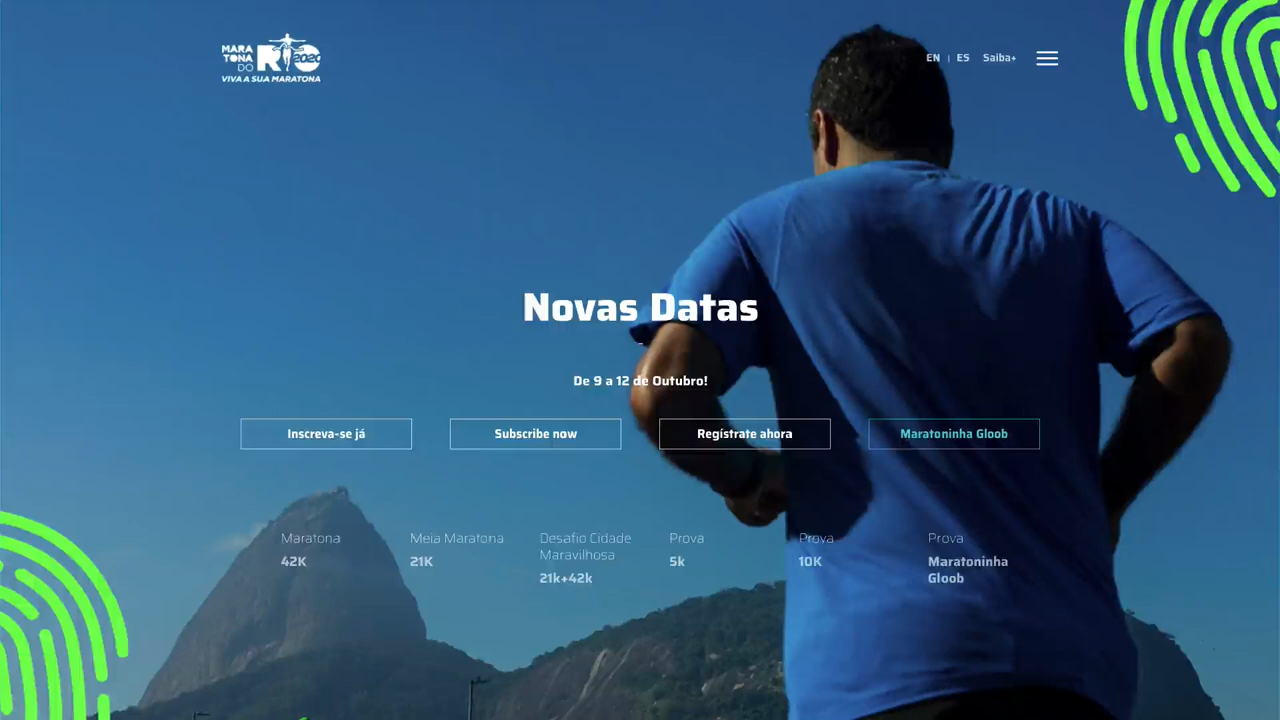 MARA
TONA
DO
RIO
2020
VIVA A SUA MARATONA
EN | ES Saiba+
Novas Datas
De 9 a 12 de Outubro!
Inscreva-se já
Subscribe now
Regístrate ahora
Maratoninha Gloob
Maratona
42K
Meia Maratona
21K
Desafio Cidade
Maravilhosa
21k+42k
Prova
5k
Prova
10K
Prova
Maratoninha
Gloob